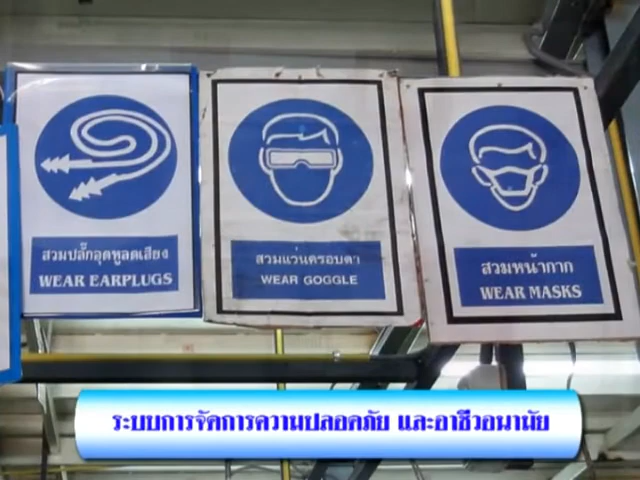 สวมปลั๊กอุดหูลดเสียง
WEAR EARPLUGS
สวมแว่นครอบตา
WEAR GOGGLE
สวมหน้ากาก
WEAR MASKS
ระบบการจัดการความปลอดภัย และอาชีวอนามัย